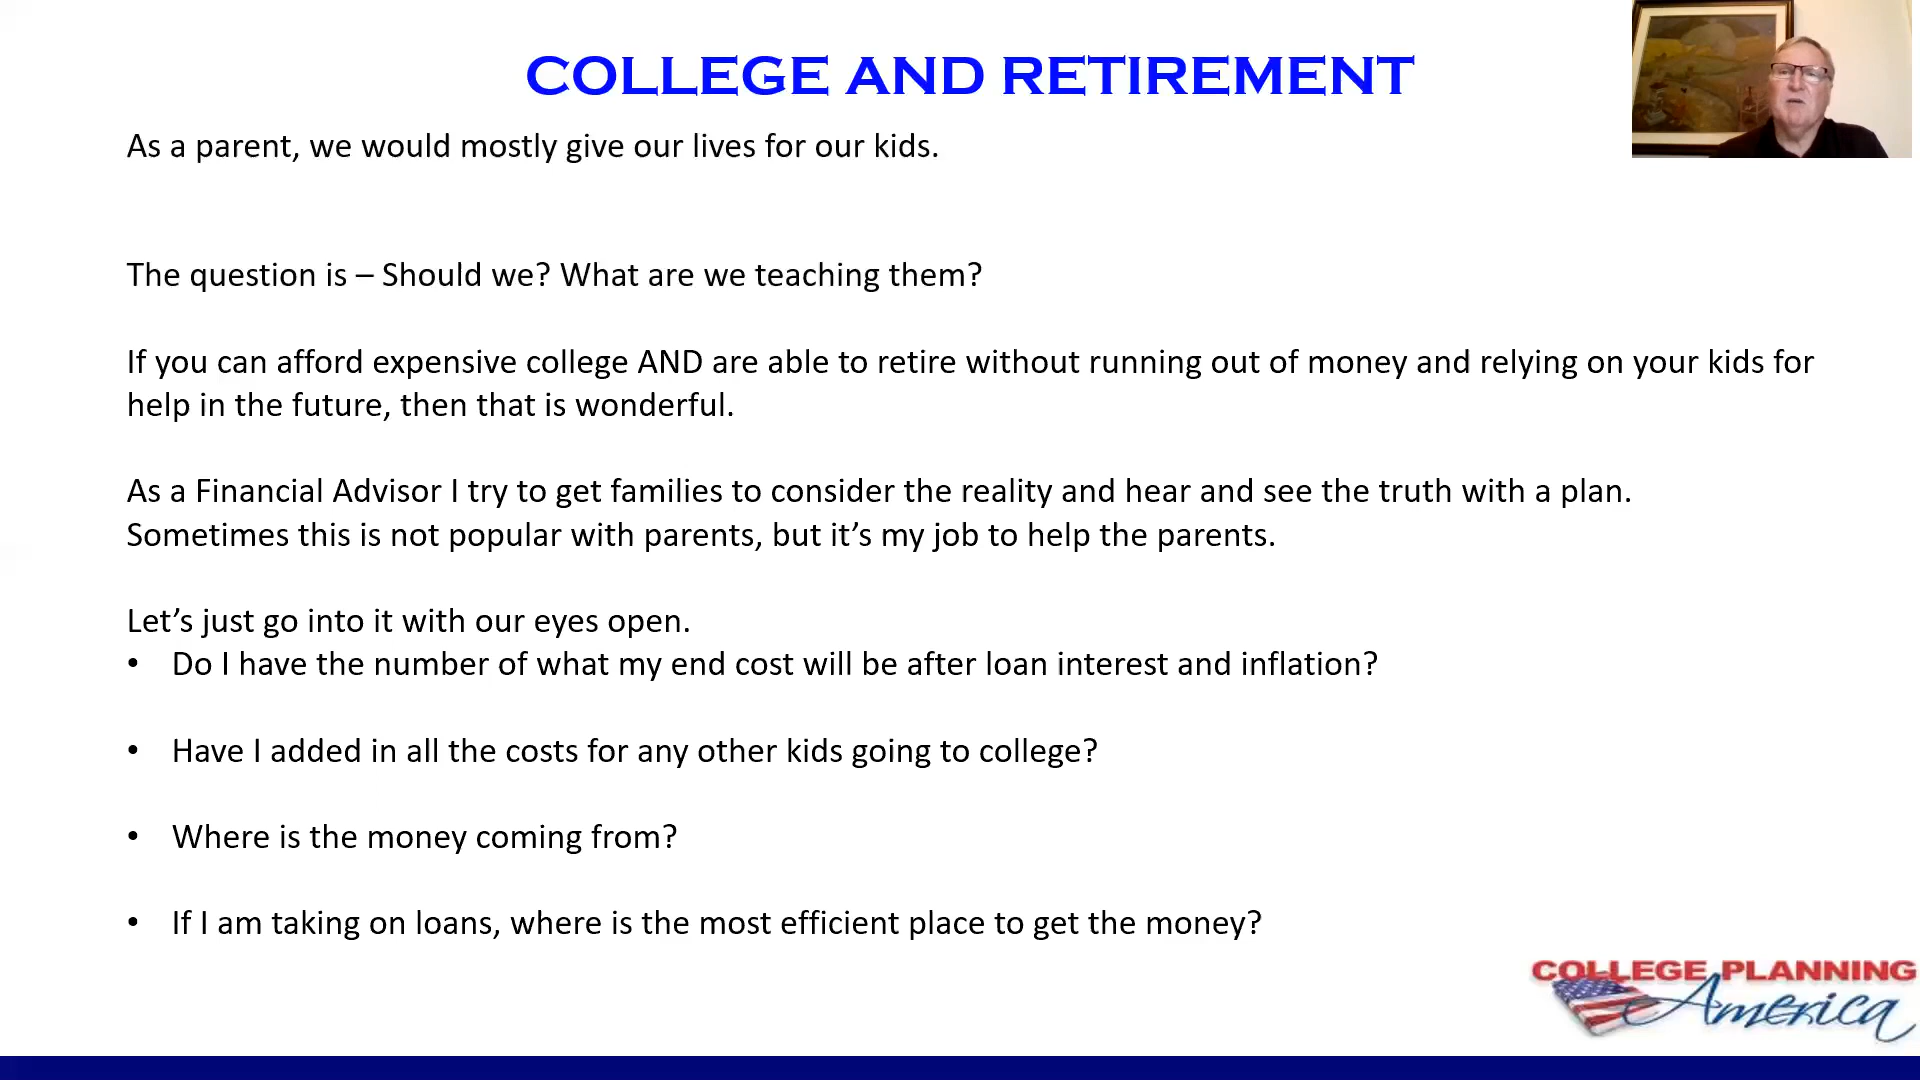 COLLEGE AND RETIREMENT
As a parent, we would mostly give our lives for our kids.
The question is – Should we? What are we teaching them?
If you can afford expensive college AND are able to retire without running out of money and relying on your kids for
help in the future, then that is wonderful.
As a Financial Advisor I try to get families to consider the reality and hear and see the truth with a plan.
Sometimes this is not popular with parents, but it’s my job to help the parents.
Let’s just go into it with our eyes open.
• Do I have the number of what my end cost will be after loan interest and inflation?
• Have I added in all the costs for any other kids going to college?
• Where is the money coming from?
• If I am taking on loans, where is the most efficient place to get the money?
COLLEGE PLANNING
America